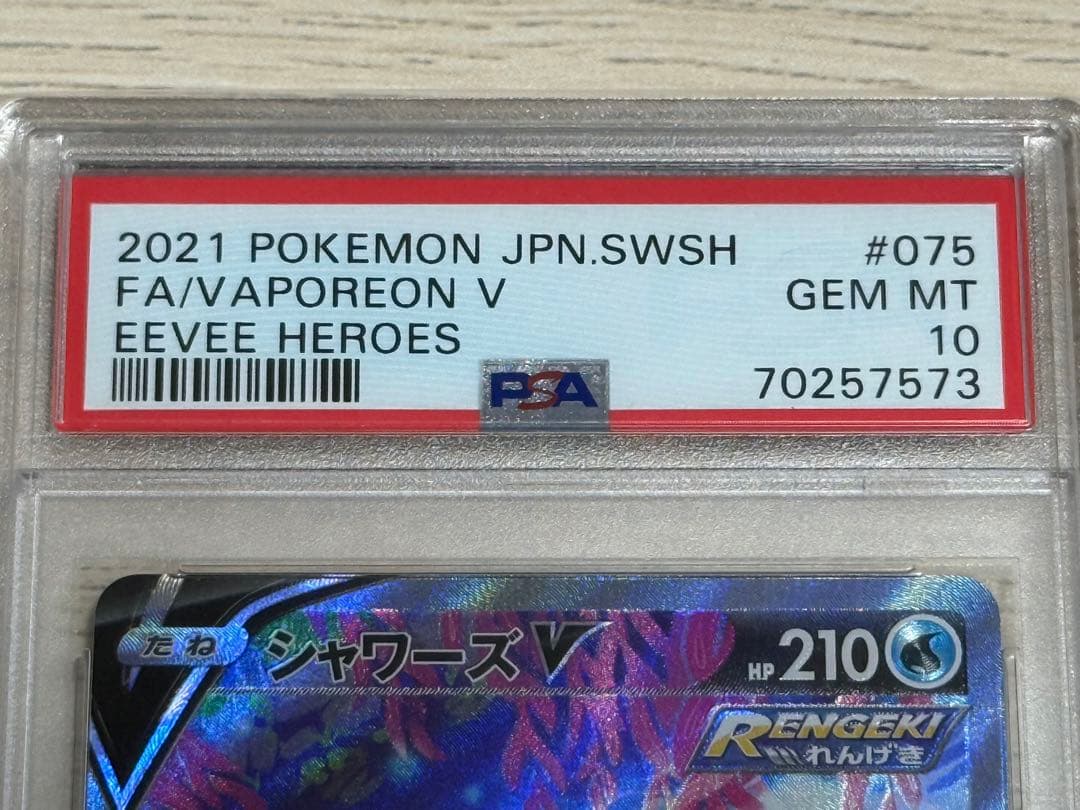 2021 POKEMON JPN.SWSH #075
FA/VAPOREON V GEM MT
EEVEE HEROES 10
PSA 70257573
たね シャワーズV HP 210
RENGEKI
れんげき